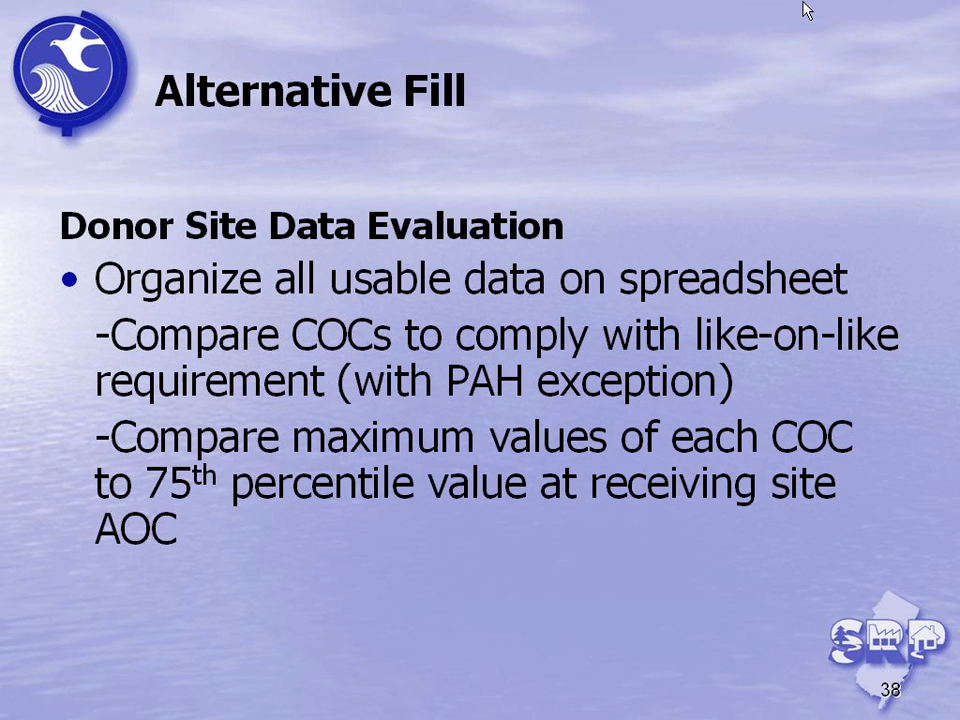 Alternative Fill
Donor Site Data Evaluation
• Organize all usable data on spreadsheet
-Compare COCs to comply with like-on-like
requirement (with PAH exception)
-Compare maximum values of each COC
to 75th percentile value at receiving site
AOC
SRP
38